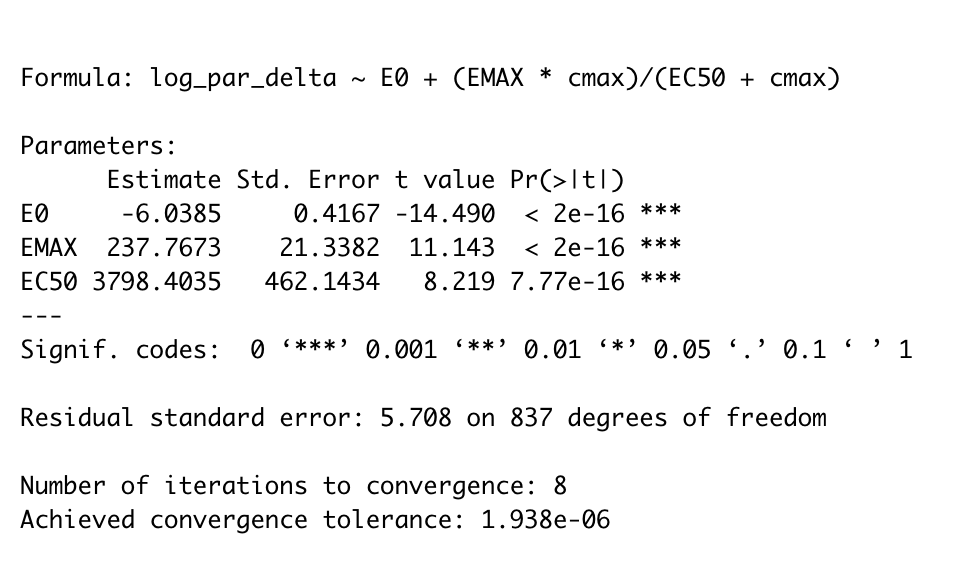 Formula: log_par_delta ~ E0 + (EMAX * cmax)/(EC50 + cmax)
Parameters:
Estimate Std. Error t value Pr(>|t|)
E0 -6.0385 0.4167 -14.490 < 2e-16 ***
EMAX 237.7673 21.3382 11.143 < 2e-16 ***
EC50 3798.4035 462.1434 8.219 7.77e-16 ***
---
Signif. codes: 0 ‘***’ 0.001 ‘**’ 0.01 ‘*’ 0.05 ‘.’ 0.1 ‘ ’ 1
Residual standard error: 5.708 on 837 degrees of freedom
Number of iterations to convergence: 8
Achieved convergence tolerance: 1.938e-06